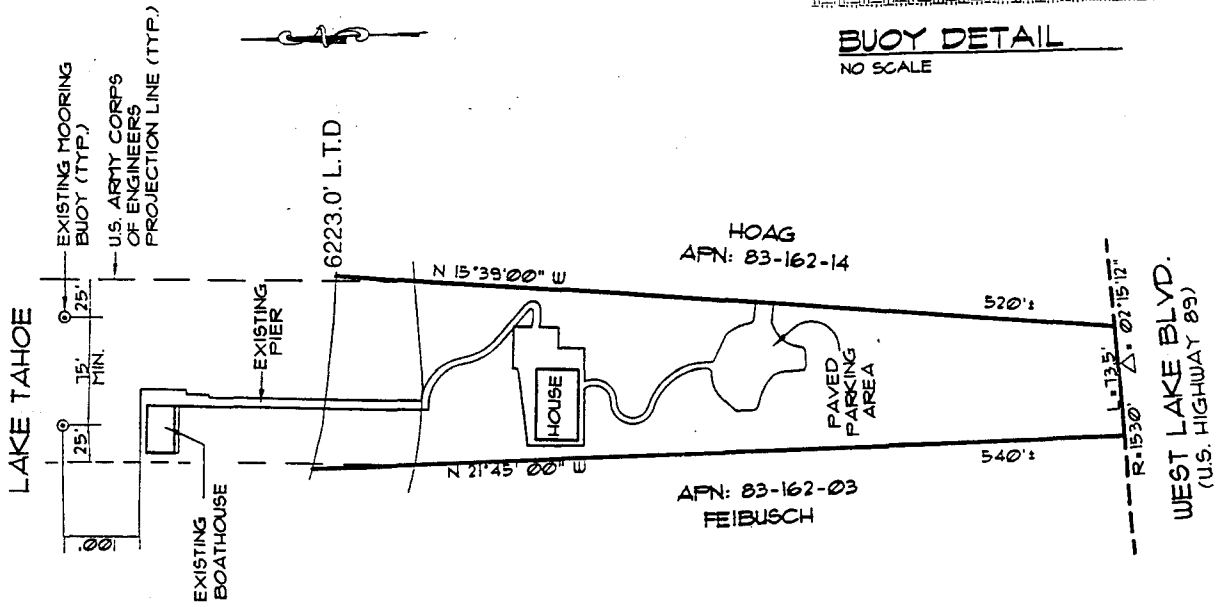 BUOY DETAIL
NO SCALE
EXISTING MOORING
BUOY (TYP.)
U.S. ARMY CORPS
OF ENGINEERS
PROJECTION LINE (TYP.)
LAKE TAHOE
25'
75'
MIN.
25'
100'
EXISTING
BOATHOUSE
EXISTING
PIER
6223.0' L.T.D
N 15°39'00" W
HOAG
APN: 83-162-14
520'±
HOUSE
PAVED
PARKING
AREA
N 21°45' 00" W
540'±
APN: 83-162-03
FEIBUSCH
R=1530'
L=73.5'
△= 02°15'12"
WEST LAKE BLVD.
(U.S. HIGHWAY 89)